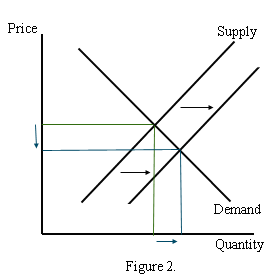 Price
Supply
Demand
Quantity
Figure 2.